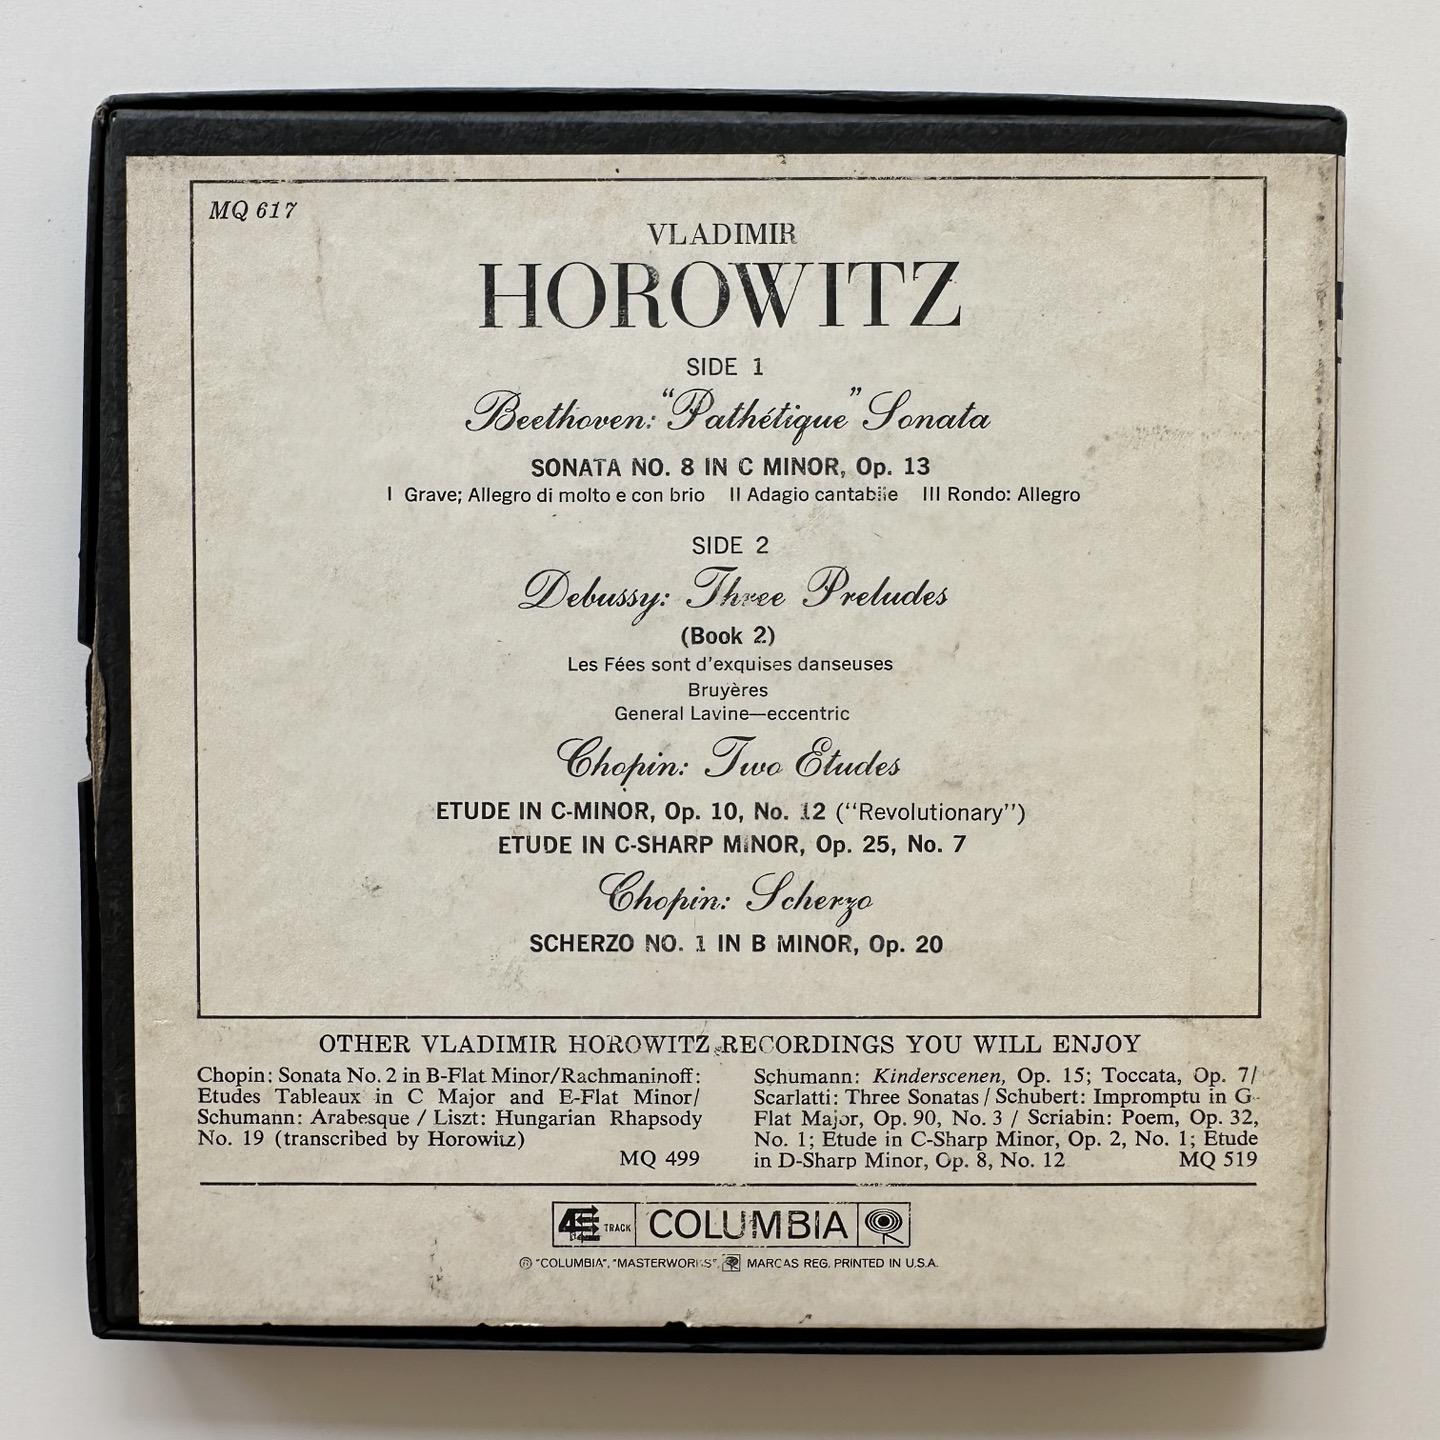 MQ 617
VLADIMIR
HOROWITZ
SIDE 1
Beethoven: “Pathétique” Sonata
SONATA NO. 8 IN C MINOR, Op. 13
I Grave; Allegro di molto e con brio II Adagio cantabile III Rondo: Allegro
SIDE 2
Debussy: Three Preludes
(Book 2)
Les Fées sont d’exquises danseuses
Bruyères
General Lavine—eccentric
Chopin: Two Etudes
ETUDE IN C-MINOR, Op. 10, No. 12 (“Revolutionary”)
ETUDE IN C-SHARP MINOR, Op. 25, No. 7
Chopin: Scherzo
SCHERZO NO. 1 IN B MINOR, Op. 20
OTHER VLADIMIR HOROWITZ RECORDINGS YOU WILL ENJOY
Chopin: Sonata No. 2 in B-Flat Minor/Rachmaninoff:
Etudes Tableaux in C Major and E-Flat Minor/
Schumann: Arabesque / Liszt: Hungarian Rhapsody
No. 19 (transcribed by Horowitz)
MQ 499
Schumann: Kinderscenen, Op. 15; Toccata, Op. 7/
Scarlatti: Three Sonatas / Schubert: Impromptu in G-
Flat Major, Op. 90, No. 3 / Scriabin: Poem, Op. 32,
No. 1; Etude in C-Sharp Minor, Op. 2, No. 1; Etude
in D-Sharp Minor, Op. 8, No. 12 MQ 519
4 TRACK COLUMBIA
"COLUMBIA", "MASTERWORKS", MARCAS REG. PRINTED IN U.S.A.